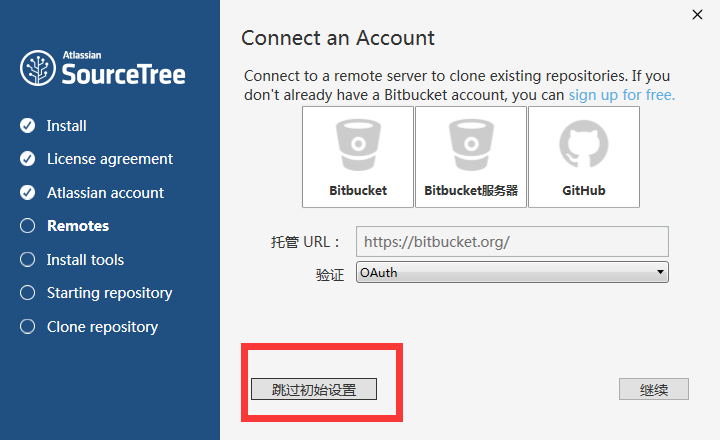 Atlassian
SourceTree
Install
License agreement
Atlassian account
Remotes
Install tools
Starting repository
Clone repository
Connect an Account
Connect to a remote server to clone existing repositories. If you
don't already have a Bitbucket account, you can sign up for free.
Bitbucket
Bitbucket服务器
GitHub
托管 URL：
https://bitbucket.org/
验证
OAuth
跳过初始设置
继续